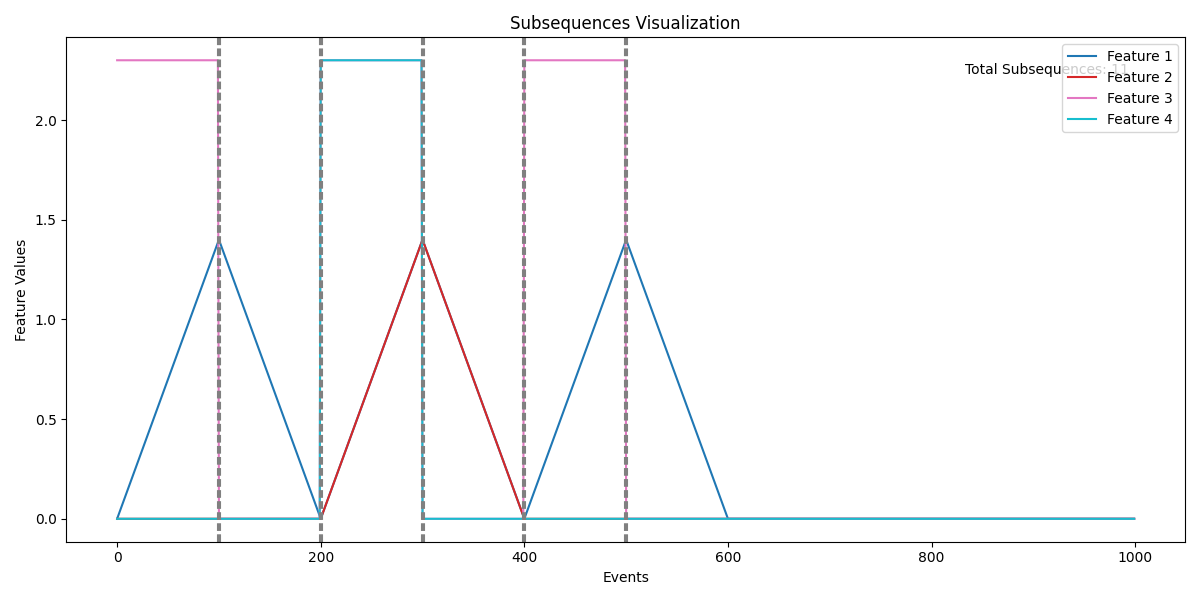 Subsequences Visualization
Total Subsequences: 11
Feature 1
Feature 2
Feature 3
Feature 4
Feature Values
2.0
1.5
1.0
0.5
0.0
0 200 400 600 800 1000
Events